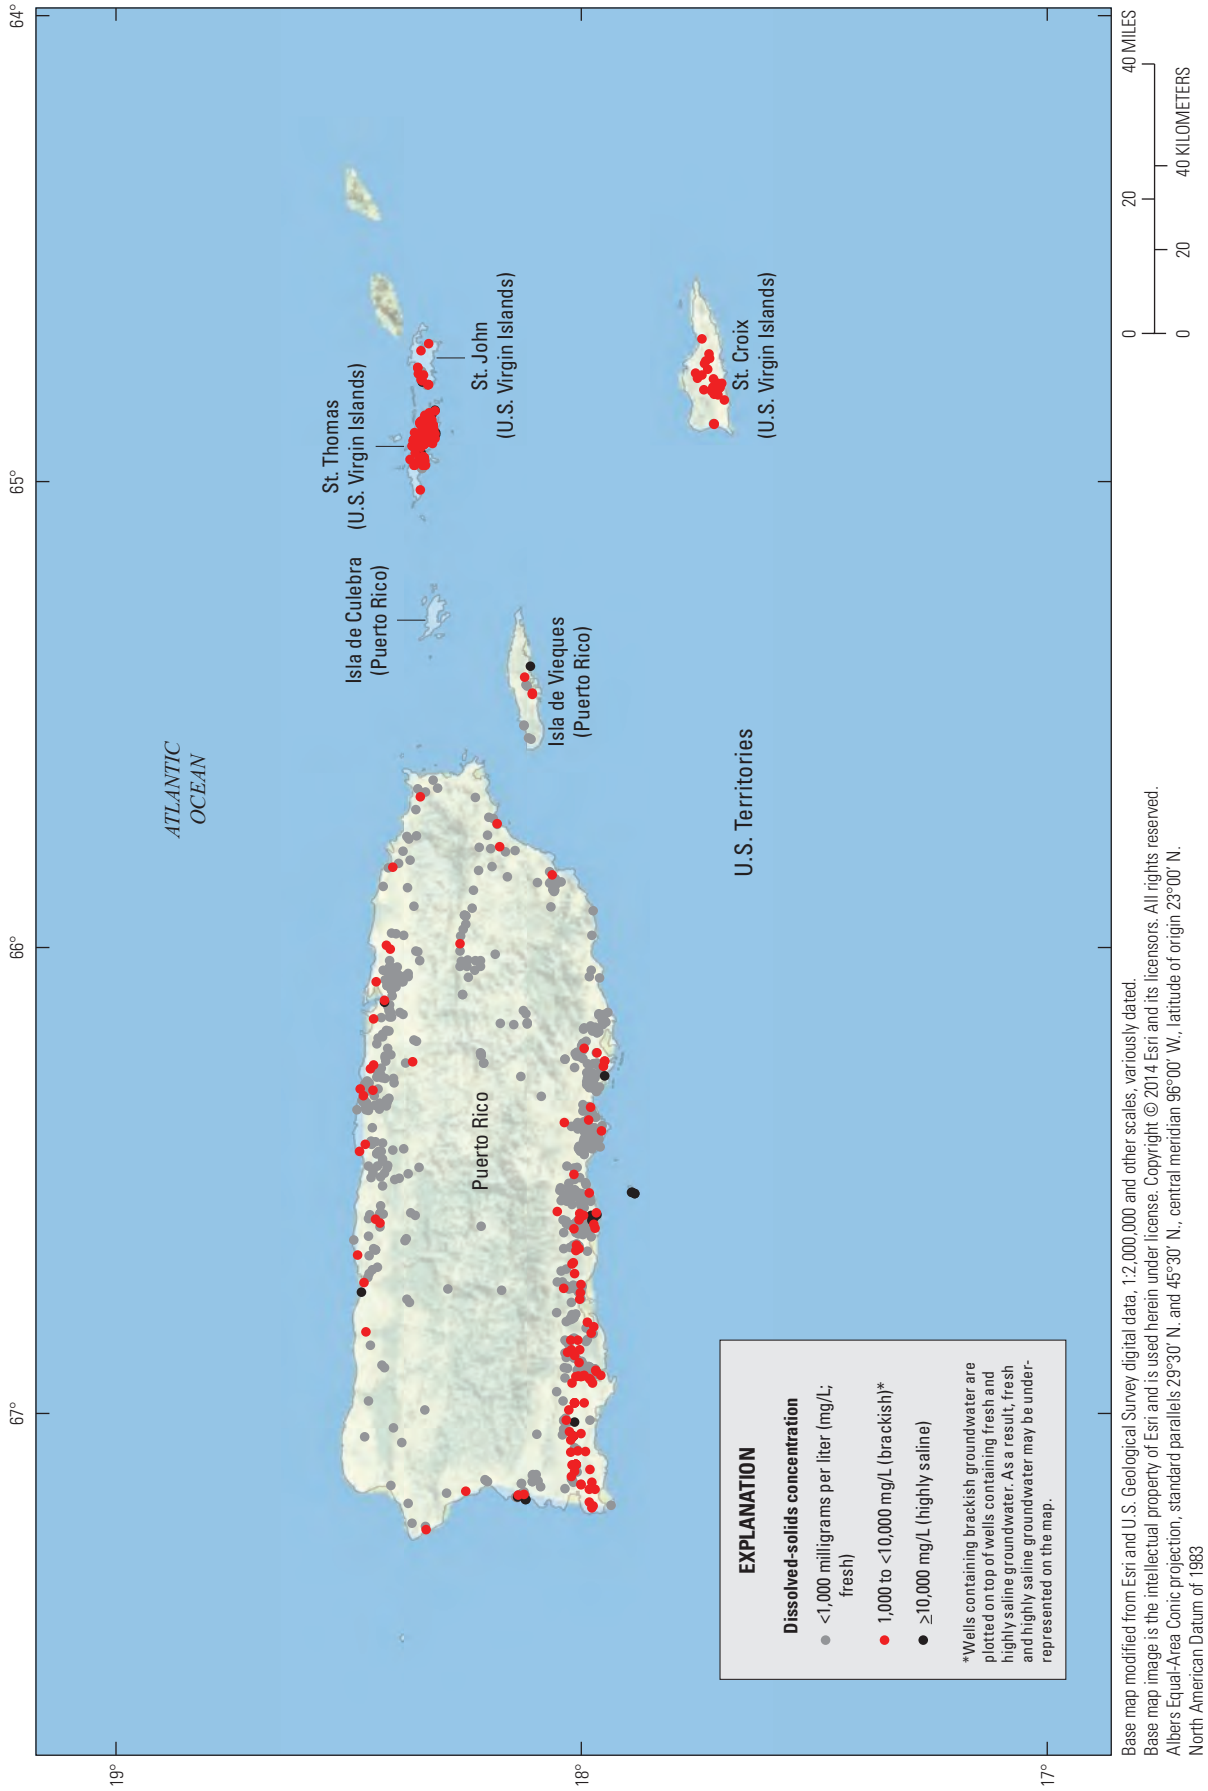 64°
65°
66°
67°
19°
18°
17°
ATLANTIC
OCEAN
Isla de Culebra
(Puerto Rico)
St. Thomas
(U.S. Virgin Islands)
St. John
(U.S. Virgin Islands)
Isla de Vieques
(Puerto Rico)
St. Croix
(U.S. Virgin Islands)
Puerto Rico
U.S. Territories
EXPLANATION
Dissolved-solids concentration
<1,000 milligrams per liter (mg/L;
fresh)
1,000 to <10,000 mg/L (brackish)*
≥10,000 mg/L (highly saline)
*Wells containing brackish groundwater are
plotted on top of wells containing fresh and
highly saline groundwater. As a result, fresh
and highly saline groundwater may be under-
represented on the map.
Base map modified from Esri and U.S. Geological Survey digital data, 1:2,000,000 and other scales, variously dated.
Base map image is the intellectual property of Esri and is used herein under license. Copyright © 2014 Esri and its licensors. All rights reserved.
Albers Equal-Area Conic projection, standard parallels 29°30' N. and 45°30' N., central meridian 96°00' W., latitude of origin 23°00' N.
North American Datum of 1983
0 20 40 MILES
0 20 40 KILOMETERS